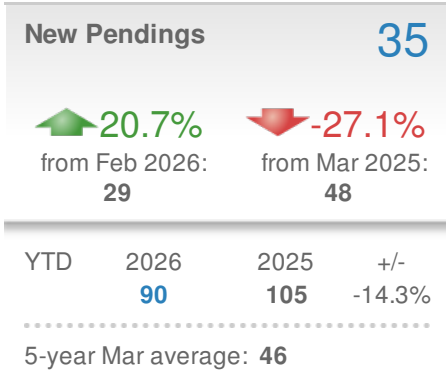 New Pendings 35
20.7% -27.1%
from Feb 2026: from Mar 2025:
29 48
YTD 2026 2025 +/-
90 105 -14.3%
5-year Mar average: 46